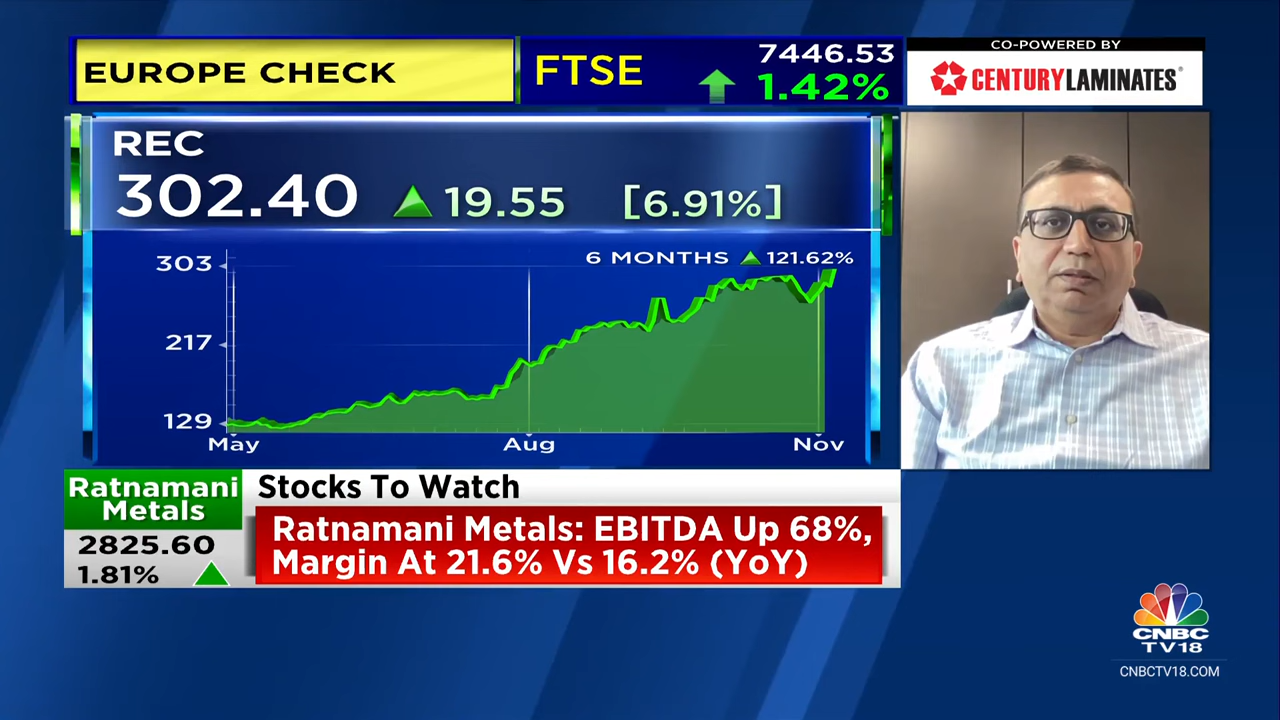 EUROPE CHECK
FTSE
7446.53
1.42%
CO-POWERED BY
CENTURYLAMINATES®
REC
302.40 19.55 [6.91%]
6 MONTHS 121.62%
303
217
129
May Aug Nov
Ratnamani
Metals
2825.60
1.81%
Stocks To Watch
Ratnamani Metals: EBITDA Up 68%,
Margin At 21.6% Vs 16.2% (YoY)
CNBC
TV18
CNBCTV18.COM